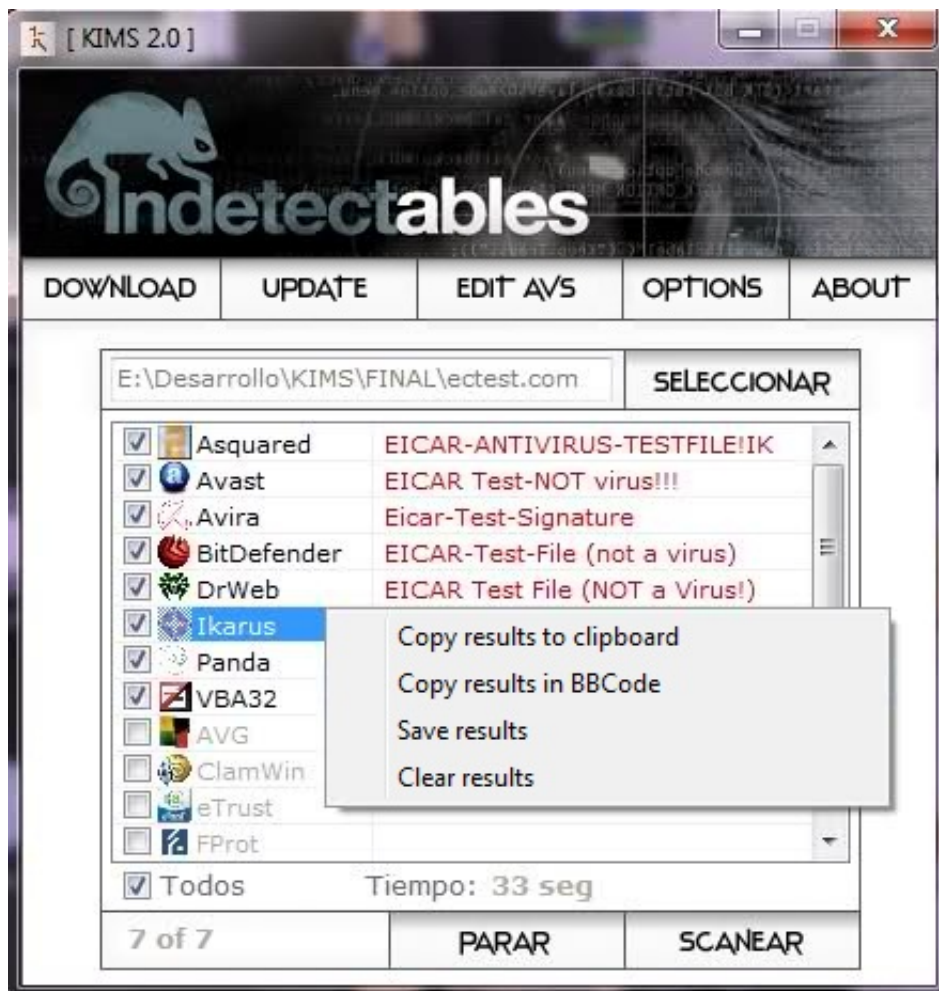 [ KIMS 2.0 ]
Indetectables
DOWNLOAD UPDATE EDIT AVS OPTIONS ABOUT
E:\Desarrollo\KIMS\FINAL\ectest.com SELECCIONAR
Asquared EICAR-ANTIVIRUS-TESTFILE!IK
Avast EICAR Test-NOT virus!!!
Avira Eicar-Test-Signature
BitDefender EICAR-Test-File (not a virus)
DrWeb EICAR Test File (NOT a Virus!)
Ikarus
Panda
VBA32
AVG
ClamWin
eTrust
FProt
Copy results to clipboard
Copy results in BBCode
Save results
Clear results
Todos Tiempo: 33 seg
7 of 7 PARAR SCANEAR